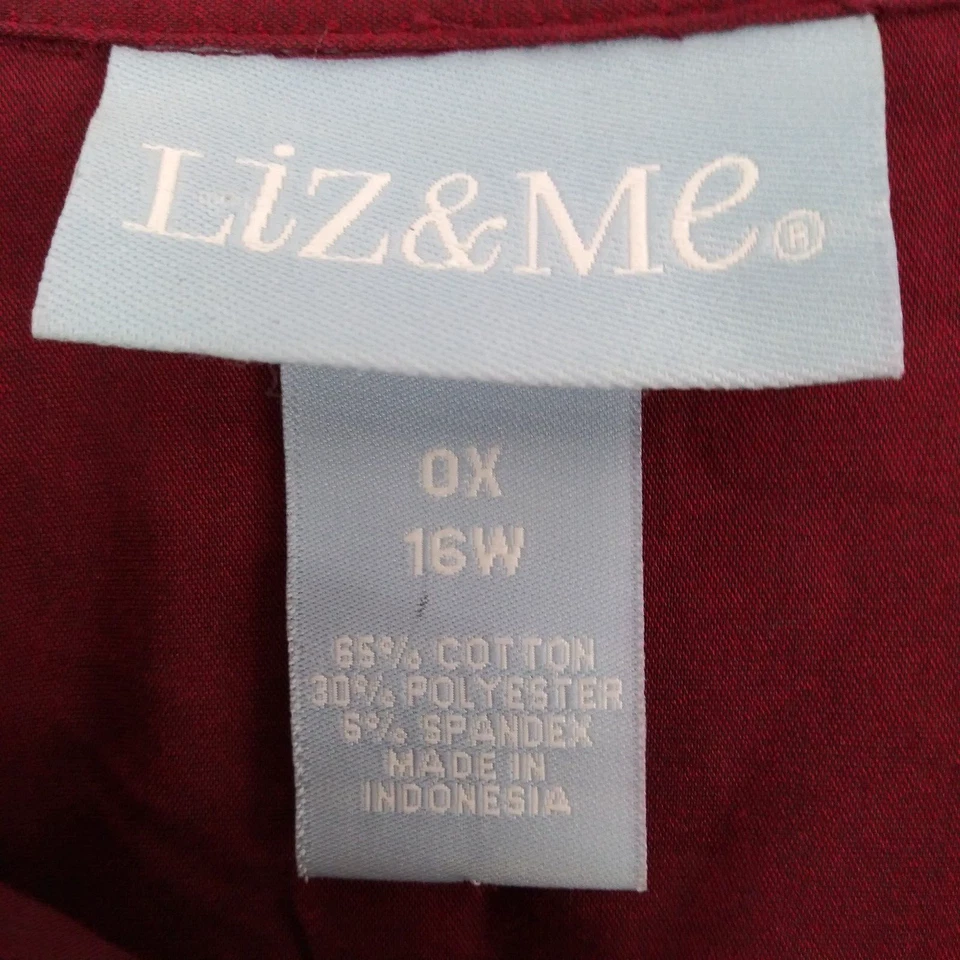 Liz&Me®
0X
16W
65% COTTON
30% POLYESTER
5% SPANDEX
MADE IN
INDONESIA